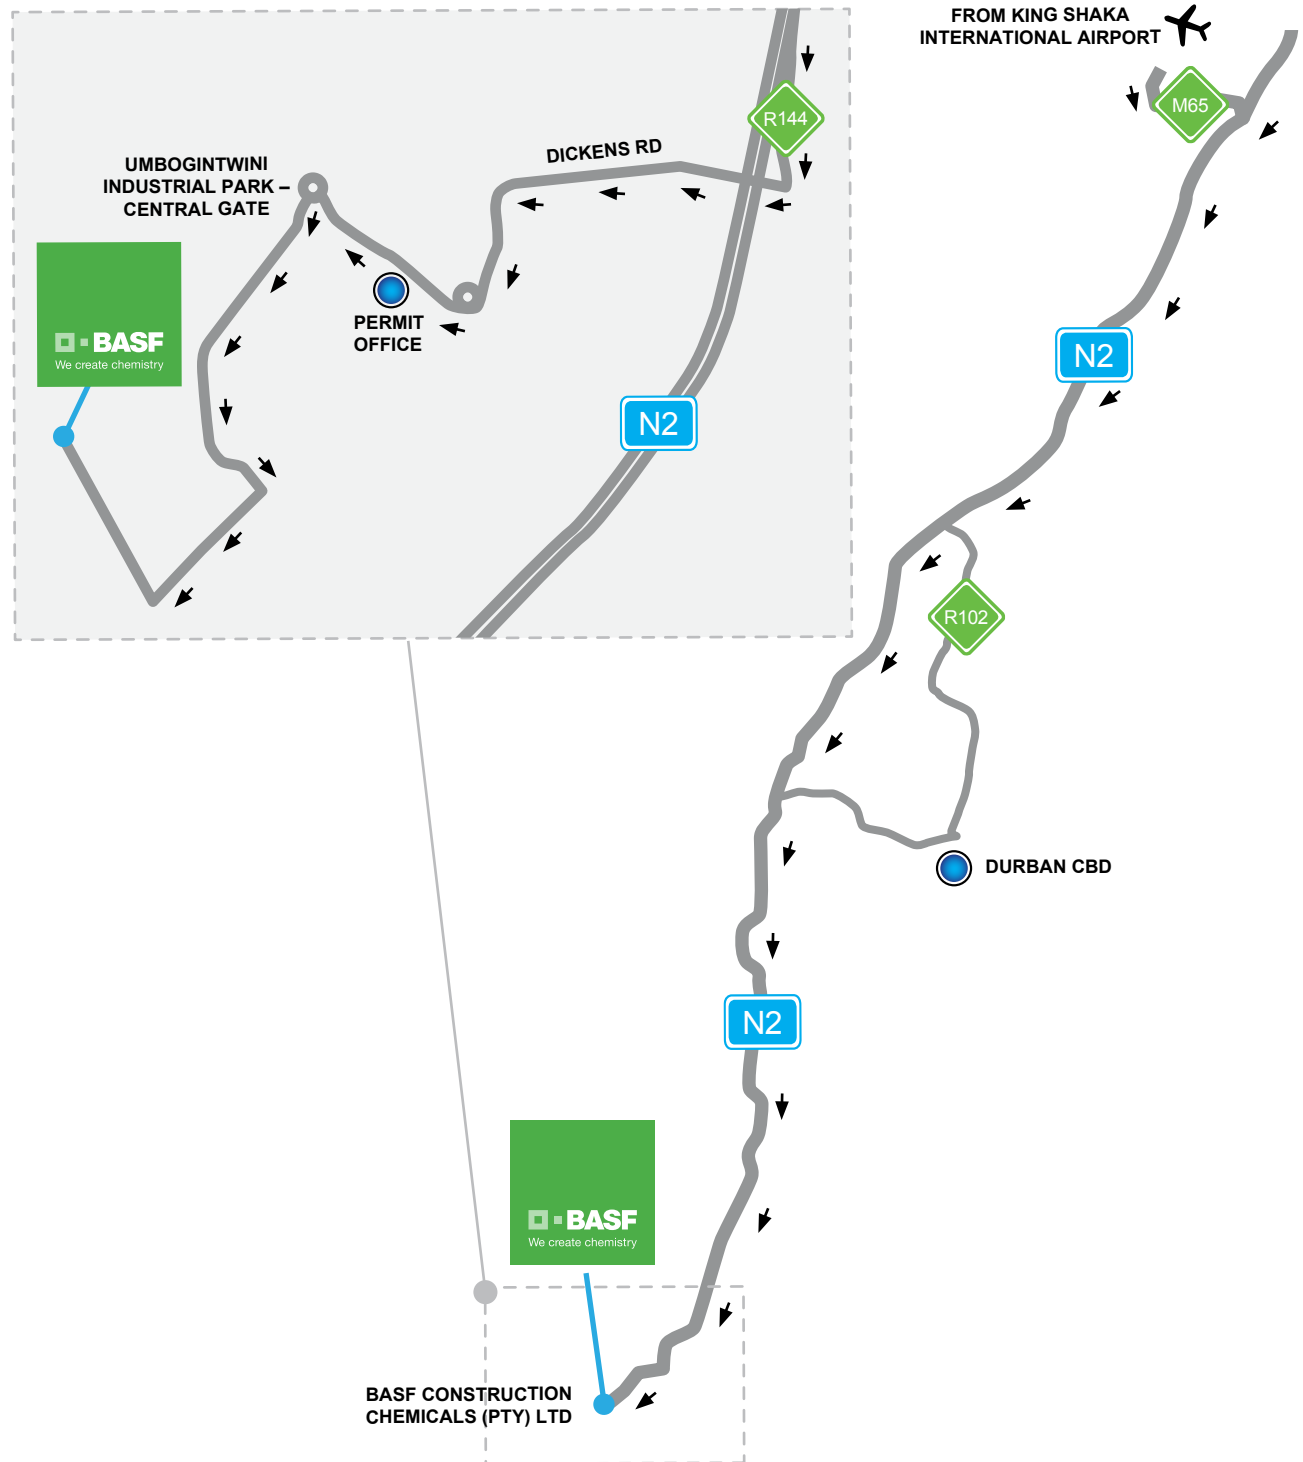 FROM KING SHAKA
INTERNATIONAL AIRPORT
M65
R144
DICKENS RD
UMBOGINTWINI
INDUSTRIAL PARK –
CENTRAL GATE
BASF
We create chemistry
PERMIT
OFFICE
N2
N2
R102
DURBAN CBD
N2
BASF
We create chemistry
BASF CONSTRUCTION
CHEMICALS (PTY) LTD